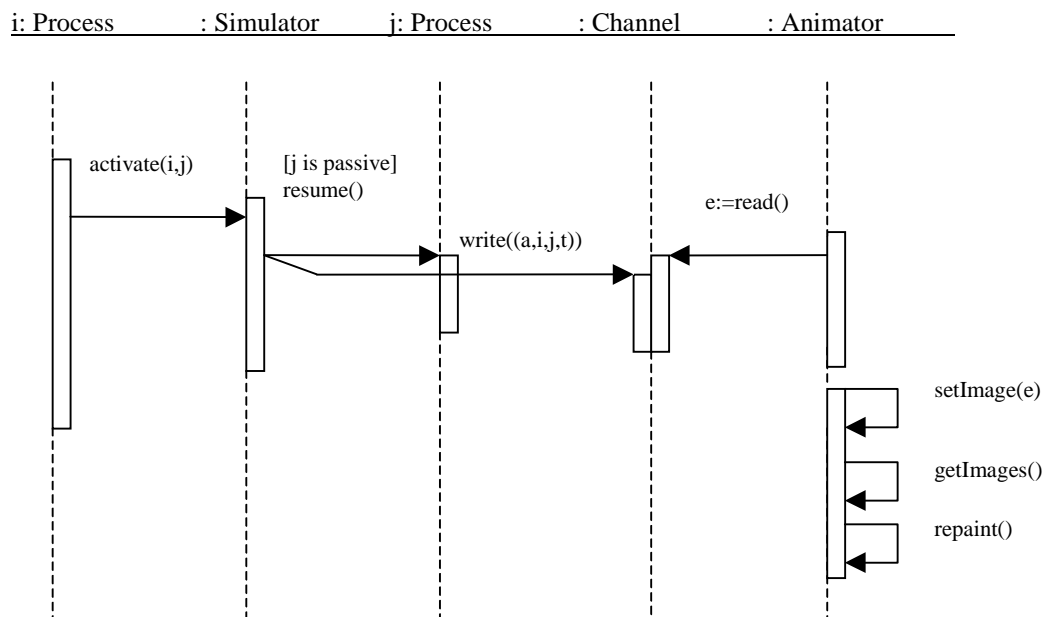 i: Process : Simulator j: Process : Channel : Animator
activate(i,j)
[j is passive]
resume()
e:=read()
write((a,i,j,t))
setImage(e)
getImages()
repaint()